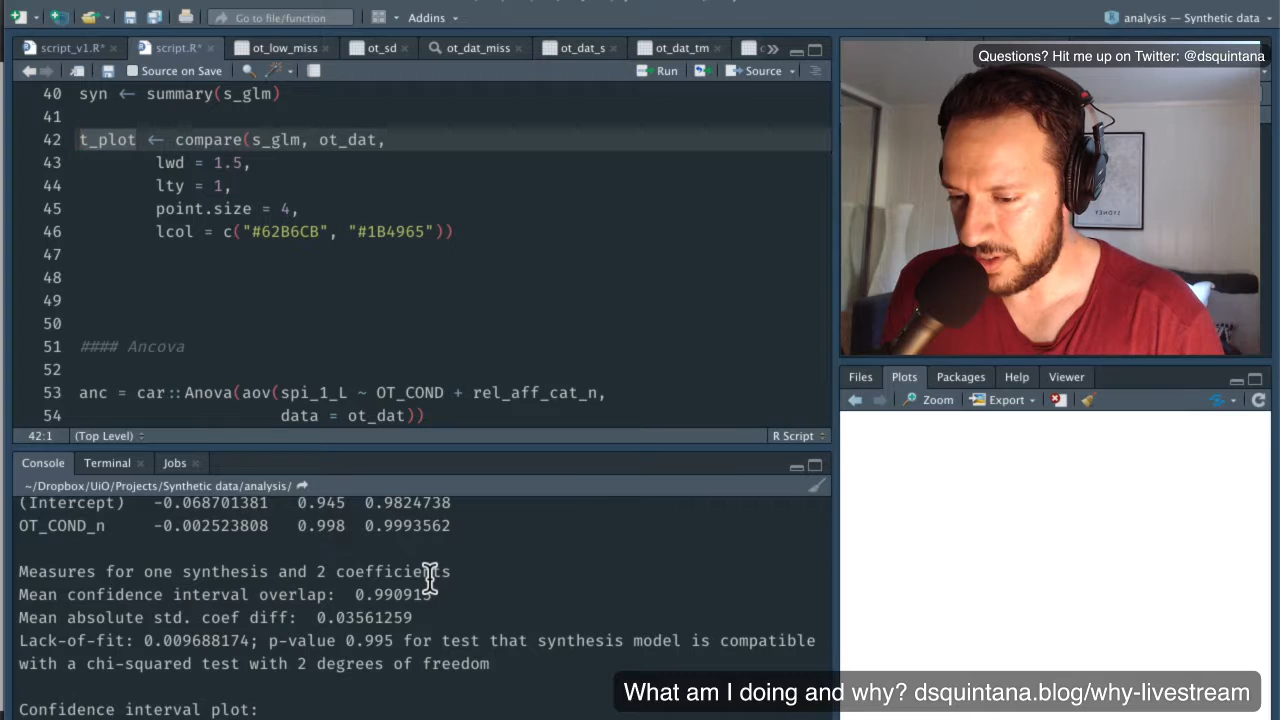 Go to file/function
Addins
analysis — Synthetic data
Questions? Hit me up on Twitter: @dsquintana
script_v1.R*
script.R*
ot_low_miss
ot_sd
ot_dat_miss
ot_dat_s
ot_dat_tm
Source on Save
Run
Source
40 syn <- summary(s_glm)
41
42 t_plot <- compare(s_glm, ot_dat,
43 lwd = 1.5,
44 lty = 1,
45 point.size = 4,
46 lcol = c("#62B6CB", "#1B4965"))
47
48
49
50
51 #### Ancova
52
53 anc = car::Anova(aov(spi_1_L ~ OT_COND + rel_aff_cat_n,
54 data = ot_dat))
42:1 (Top Level) R Script
SYDNEY
Files Plots Packages Help Viewer
Zoom Export
Console Terminal Jobs
~/Dropbox/UiO/Projects/Synthetic data/analysis/
(Intercept) -0.068701381 0.945 0.9824738
OT_COND_n -0.002523808 0.998 0.9993562
Measures for one synthesis and 2 coefficients
Mean confidence interval overlap: 0.990915
Mean absolute std. coef diff: 0.03561259
Lack-of-fit: 0.009688174; p-value 0.995 for test that synthesis model is compatible
with a chi-squared test with 2 degrees of freedom
Confidence interval plot:
What am I doing and why? dsquintana.blog/why-livestream